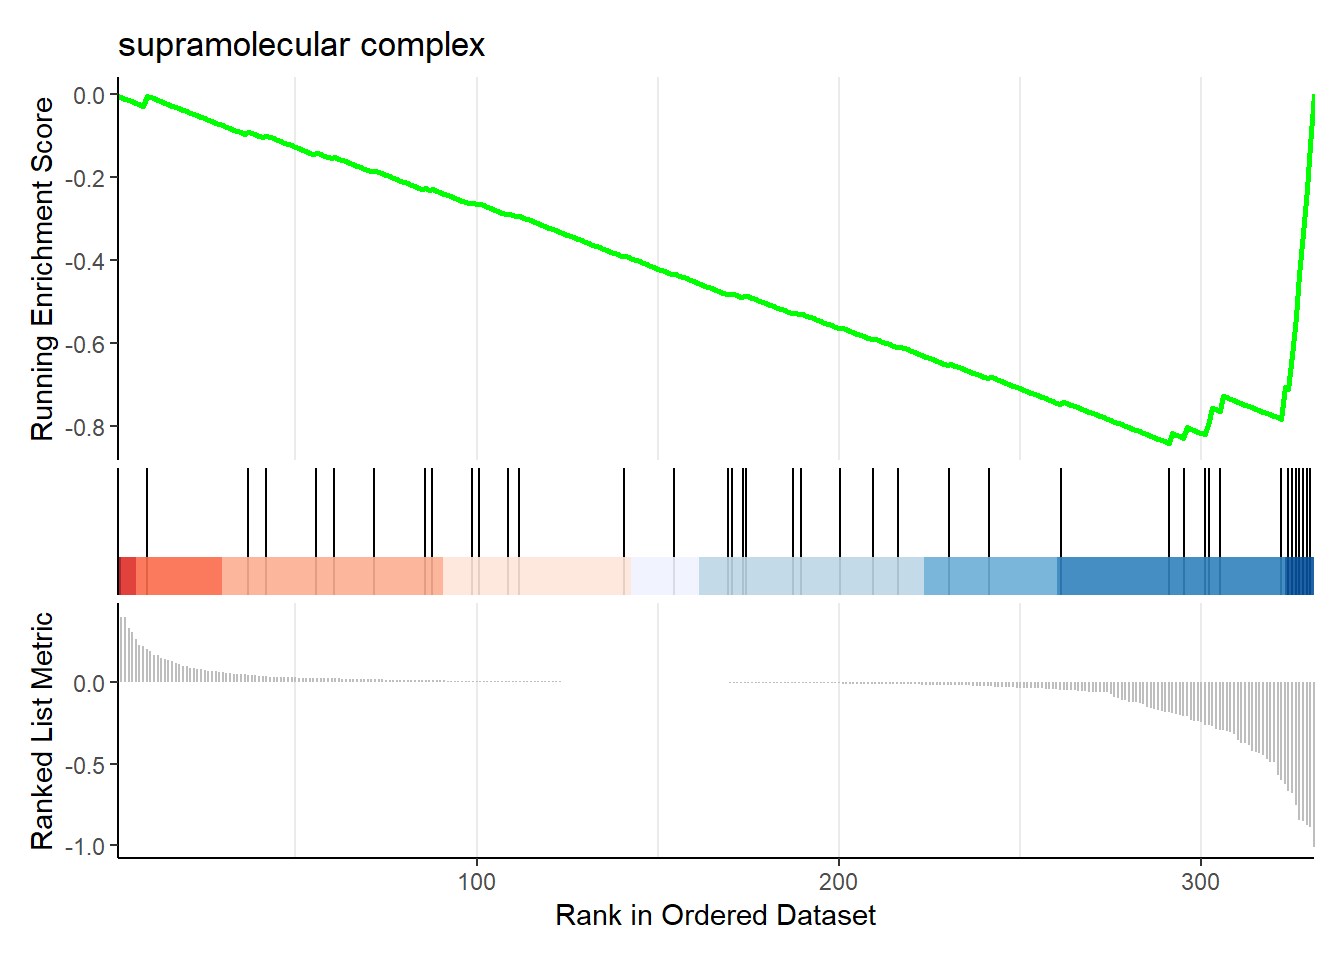 supramolecular complex
Running Enrichment Score
0.0
-0.2
-0.4
-0.6
-0.8
Ranked List Metric
0.0
-0.5
-1.0
100
200
300
Rank in Ordered Dataset